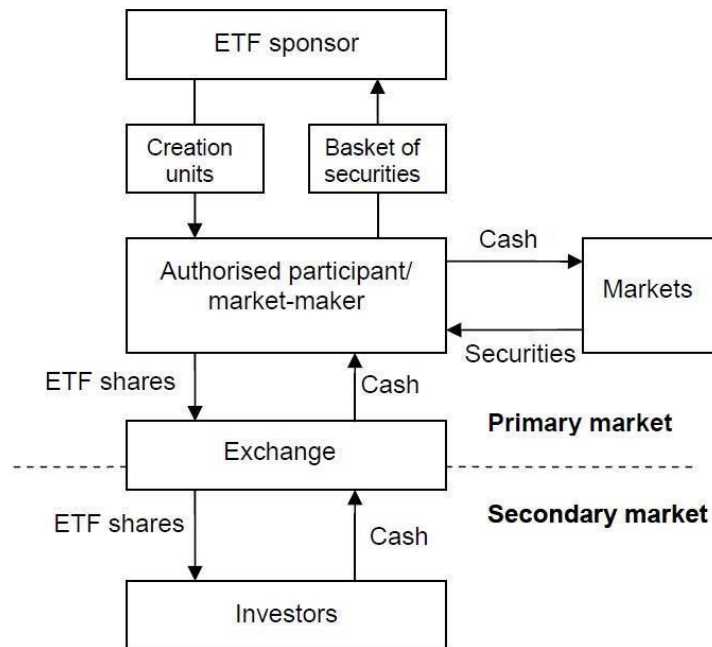 ETF sponsor
Creation
units
Basket of
securities
Authorised participant/
market-maker
Cash
Markets
Securities
ETF shares
Cash
Primary market
Exchange
Secondary market
ETF shares
Cash
Investors